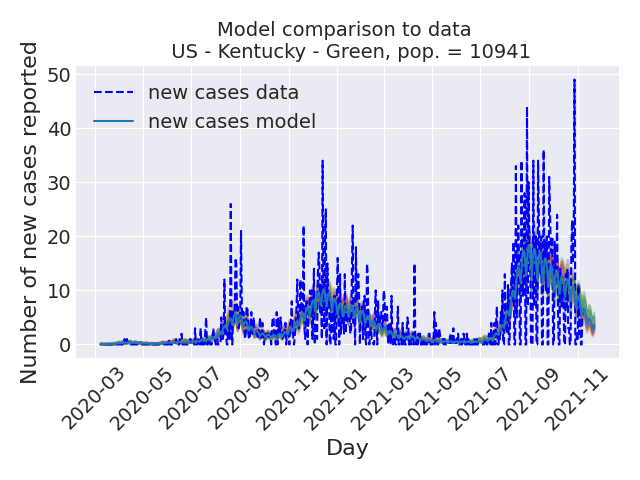 Model comparison to data
US - Kentucky - Green, pop. = 10941
Number of new cases reported
50
40
30
20
10
0
new cases data
new cases model
2020-03
2020-05
2020-07
2020-09
2020-11
2021-01
2021-03
2021-05
2021-07
2021-09
2021-11
Day